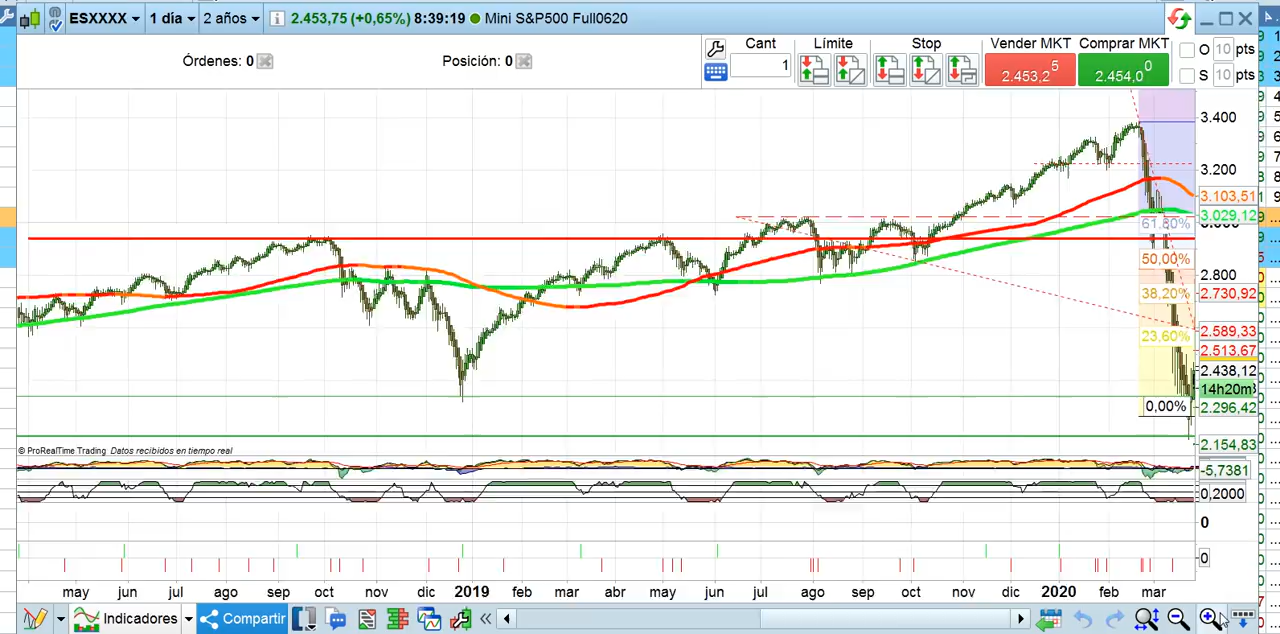 ESXXXX 1 día 2 años 2.453,75 (+0,65%) 8:39:19 Mini S&P500 Full0620
Órdenes: 0 Posición: 0
Cant Límite Stop Vender MKT Comprar MKT
1
2.453,2 5 2.454,0 0
O 10 pts
S 10 pts
3.400
3.200
3.103,51
3.029,12
61,80%
50,00%
2.800
38,20%
2.730,92
2.589,33
23,60%
2.513,67
2.438,12
14h20m
0,00%
2.296,42
2.154,83
© ProRealTime Trading Datos recibidos en tiempo real
-5,7381
0,2000
0
0
may jun jul ago sep oct nov dic 2019 feb mar abr may jun jul ago sep oct nov dic 2020 feb mar
Indicadores Compartir